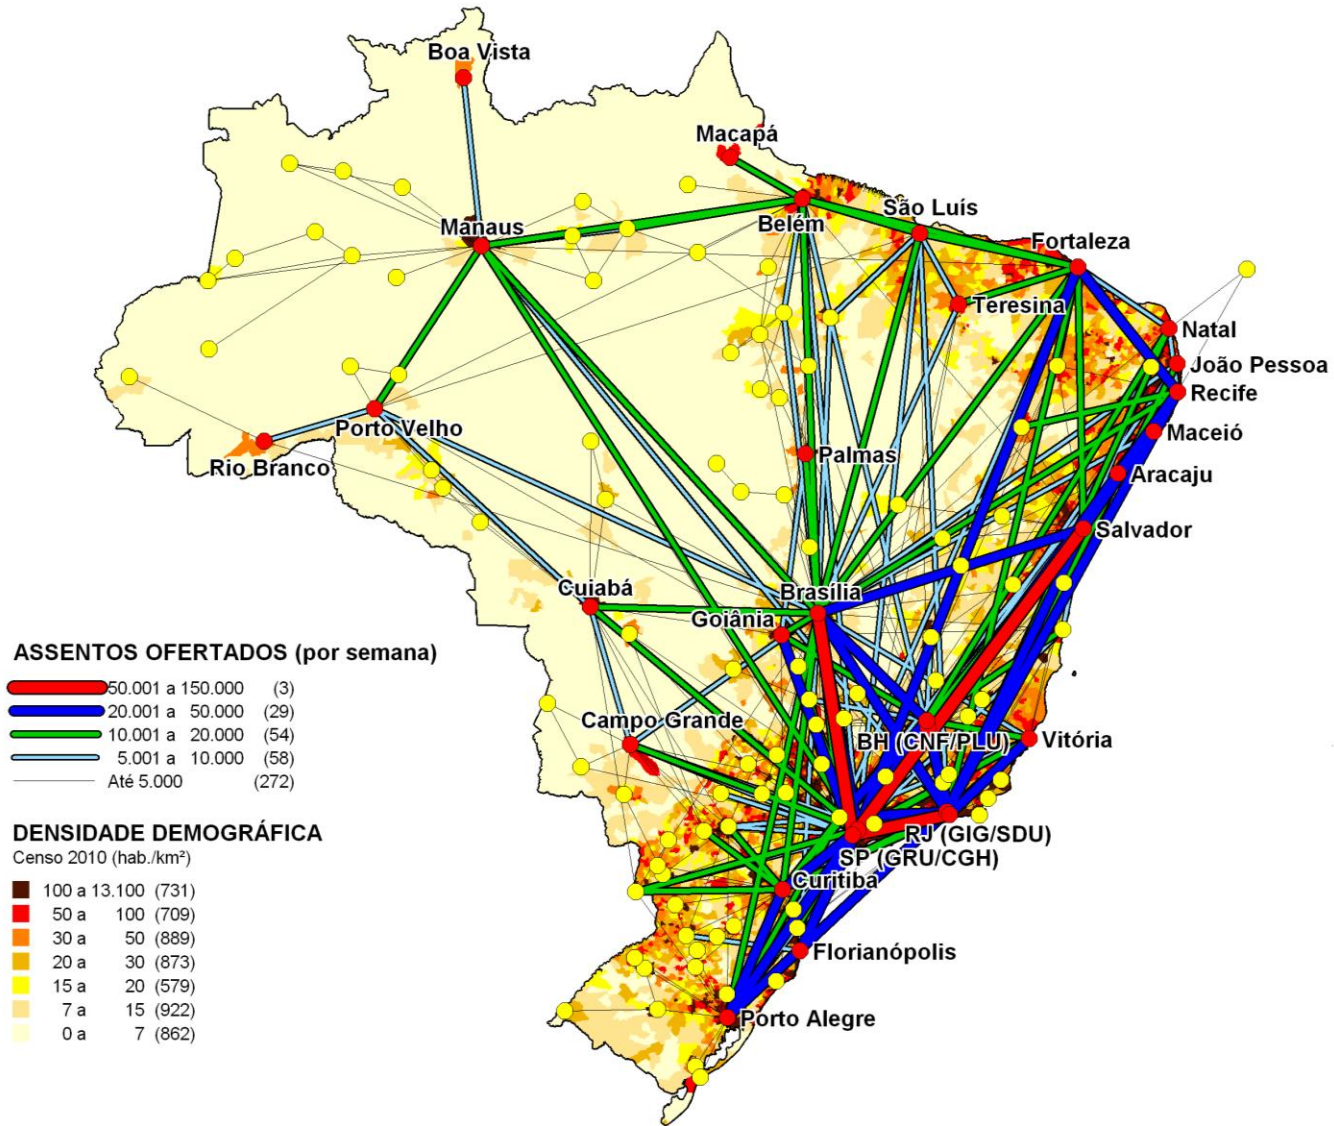 Boa Vista
Macapá
São Luís
Manaus
Belém
Fortaleza
Teresina
Natal
João Pessoa
Recife
Porto Velho
Maceió
Rio Branco
Palmas
Aracaju
Salvador
Cuiabá
Brasília
Goiânia
ASSENTOS OFERTADOS (por semana)
50.001 a 150.000 (3)
20.001 a 50.000 (29)
10.001 a 20.000 (54)
5.001 a 10.000 (58)
Até 5.000 (272)
Campo Grande
BH (CNF/PLU)
Vitória
DENSIDADE DEMOGRÁFICA
Censo 2010 (hab./km²)
RJ (GIG/SDU)
SP (GRU/CGH)
Curitiba
100 a 13.100 (731)
50 a 100 (709)
30 a 50 (889)
20 a 30 (873)
15 a 20 (579)
7 a 15 (922)
0 a 7 (862)
Florianópolis
Porto Alegre